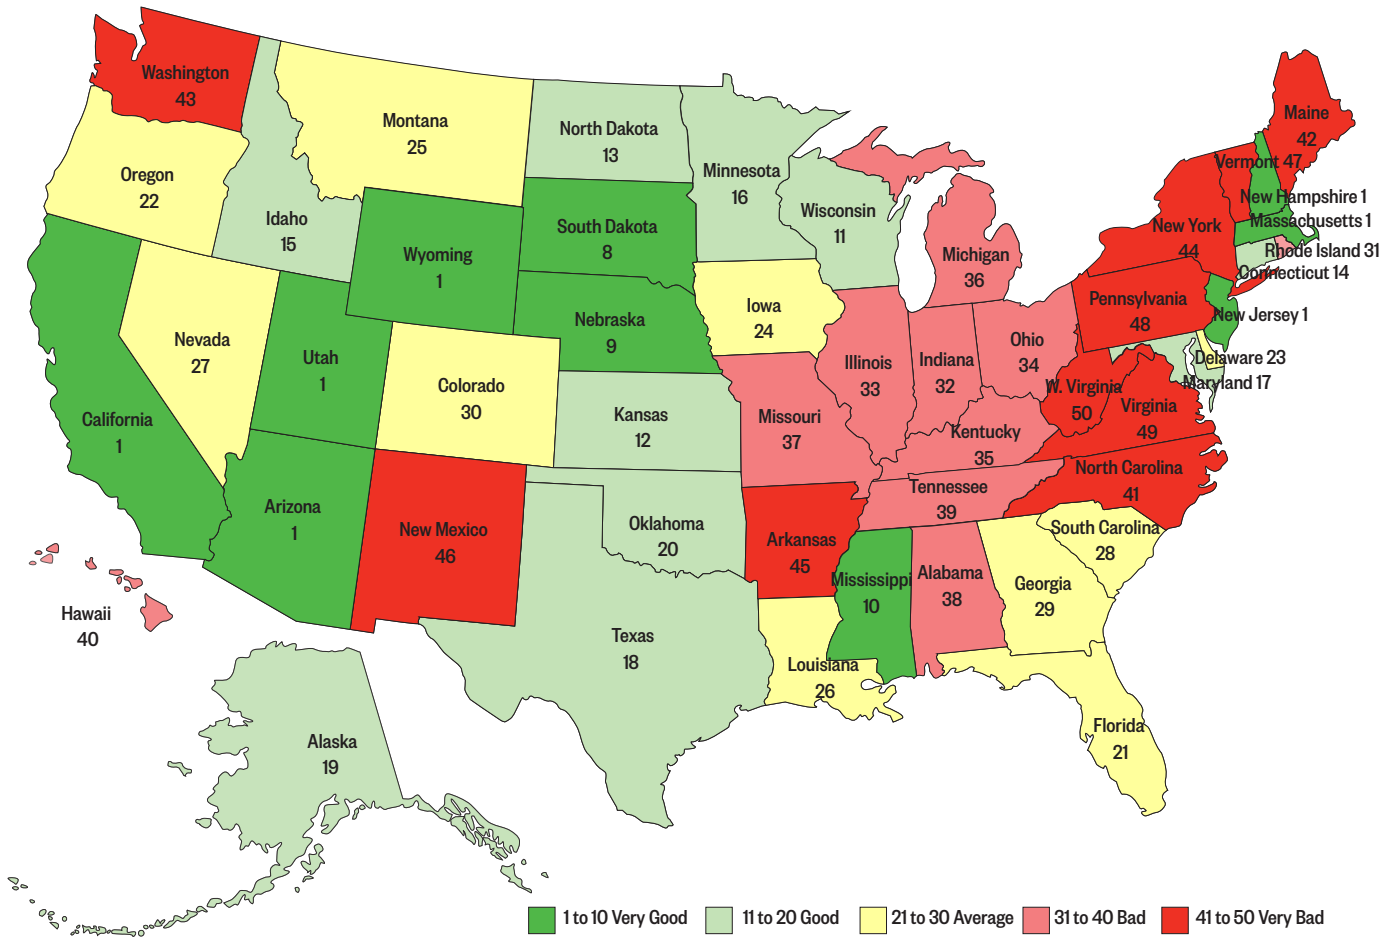 Washington
43
Oregon
22
Montana
25
Idaho
15
North Dakota
13
South Dakota
8
Minnesota
16
Wisconsin
11
Wyoming
1
Nebraska
9
Iowa
24
Nevada
27
Utah
1
Colorado
30
California
1
Kansas
12
Missouri
37
Illinois
33
Indiana
32
Michigan
36
Ohio
34
Kentucky
35
Tennessee
39
W. Virginia
50
Virginia
49
North Carolina
41
South Carolina
28
Georgia
29
Alabama
38
Mississippi
10
Arkansas
45
Louisiana
26
Oklahoma
20
Texas
18
New Mexico
46
Arizona
1
Florida
21
Maine
42
Vermont 47
New Hampshire 1
Massachusetts 1
New York
44
Rhode Island 31
Connecticut 14
Pennsylvania
48
New Jersey 1
Delaware 23
Maryland 17
Hawaii
40
Alaska
19
1 to 10 Very Good
11 to 20 Good
21 to 30 Average
31 to 40 Bad
41 to 50 Very Bad